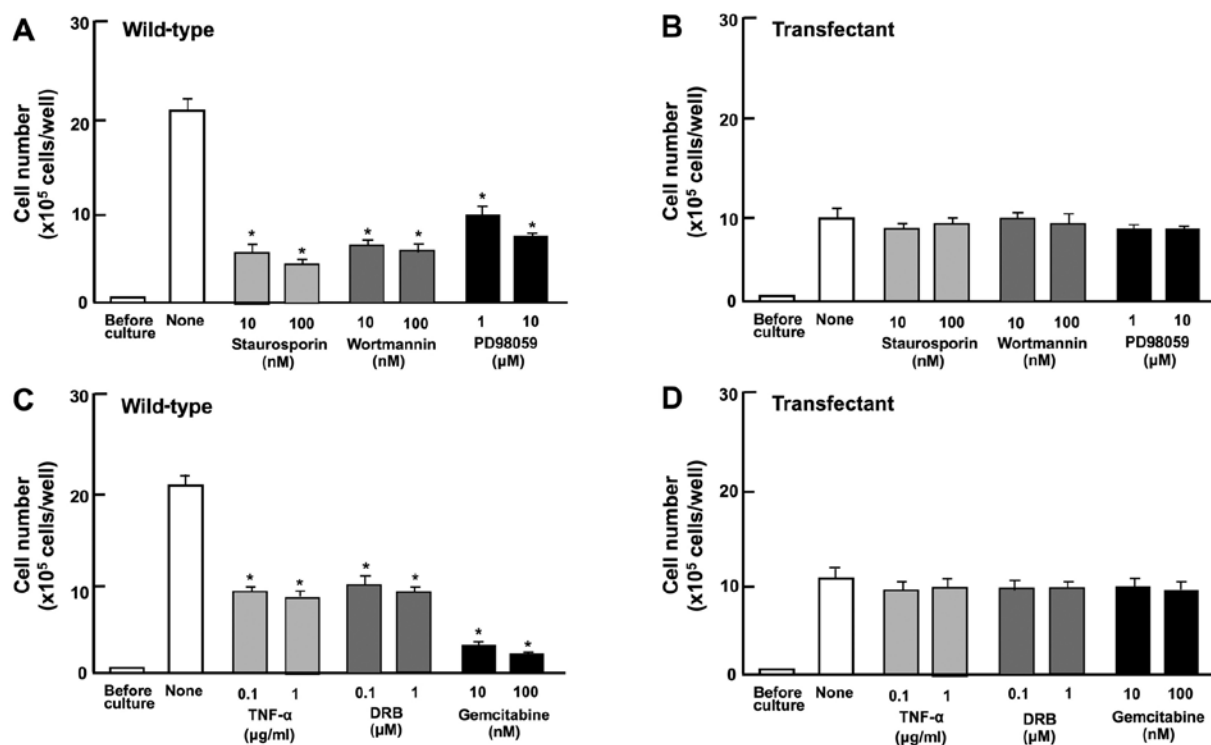 A
Wild-type
Cell number
(x10⁵ cells/well)
30
20
10
0
* * * * * *
Before culture
None
10 100 10 100 1 10
Staurosporin Wortmannin PD98059
(nM) (nM) (µM)
B
Transfectant
Cell number
(x10⁵ cells/well)
30
20
10
0
Before culture
None
10 100 10 100 1 10
Staurosporin Wortmannin PD98059
(nM) (nM) (µM)
C
Wild-type
Cell number
(x10⁵ cells/well)
30
20
10
0
* * * * * *
Before culture
None
0.1 1 0.1 1 10 100
TNF-α DRB Gemcitabine
(µg/ml) (µM) (nM)
D
Transfectant
Cell number
(x10⁵ cells/well)
30
20
10
0
Before culture
None
0.1 1 0.1 1 10 100
TNF-α DRB Gemcitabine
(µg/ml) (µM) (nM)